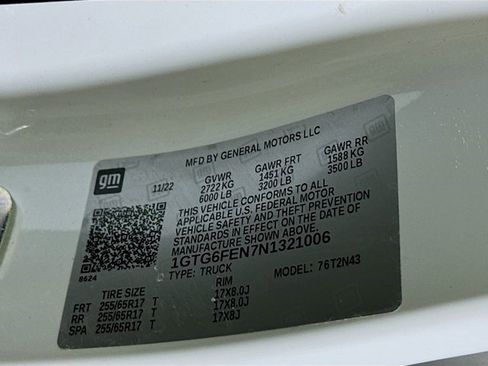 MFD BY GENERAL MOTORS LLC
gm
11/22 GVWR GAWR FRT GAWR RR
2722 KG 1451 KG 1588 KG
6000 LB 3200 LB 3500 LB
THIS VEHICLE CONFORMS TO ALL
APPLICABLE U.S. FEDERAL MOTOR
VEHICLE SAFETY AND THEFT PREVENTION
STANDARDS IN EFFECT ON THE DATE OF
MANUFACTURE SHOWN ABOVE.
1GTG6FEN7N1321006
8624
TYPE: TRUCK MODEL: 76T2N43
TIRE SIZE RIM
FRT 255/65R17 T 17X8.0J
RR 255/65R17 T 17X8.0J
SPA 255/65R17 T 17X8J